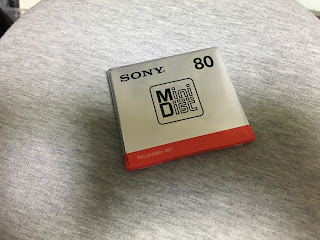 SONY® 80
Mini
Disc
Recordable MD